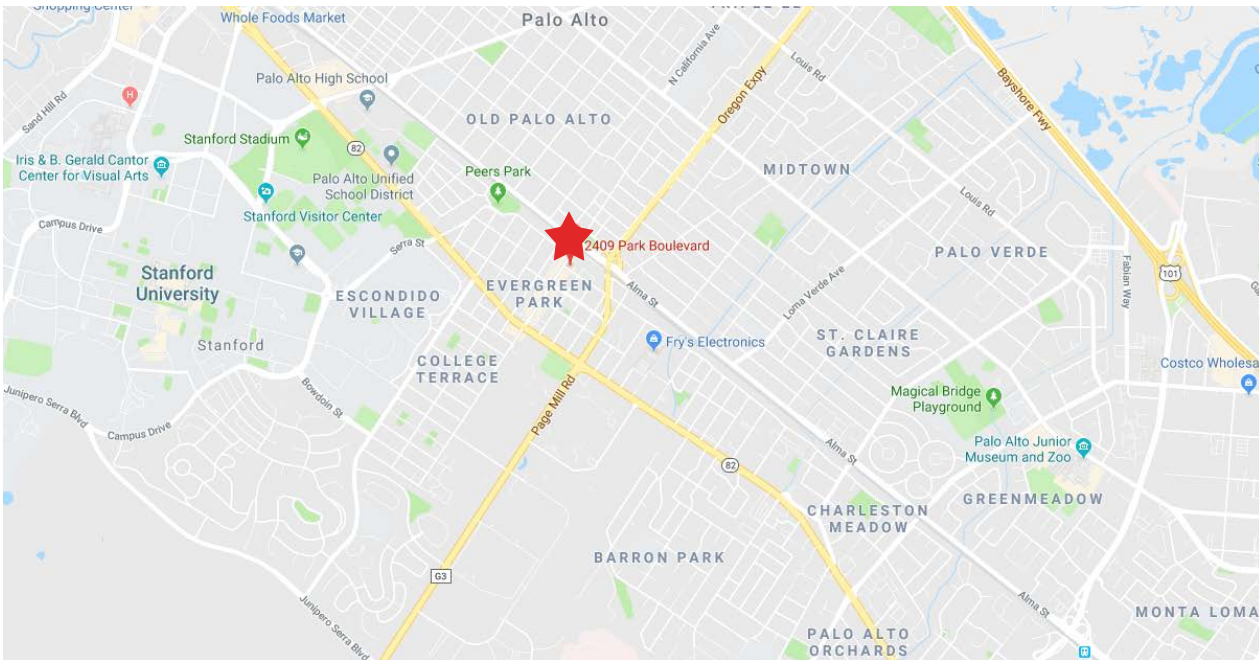 Shopping Center
Whole Foods Market
Palo Alto
Palo Alto High School
N California Ave
Louis Rd
Oregon Expy
Bayshore Fwy
Sand Hill Rd
H
OLD PALO ALTO
Stanford Stadium
82
Iris & B. Gerald Cantor
Center for Visual Arts
Palo Alto Unified
School District
Peers Park
MIDTOWN
Louis Rd
Stanford Visitor Center
Campus Drive
Serra St
2409 Park Boulevard
PALO VERDE
Fabian Way
101
Stanford
University
ESCONDIDO
VILLAGE
EVERGREEN
PARK
Alma St
Loma Verde Ave
Stanford
Fry's Electronics
ST. CLAIRE
GARDENS
COLLEGE
TERRACE
Costco Wholesa
Junipero Serra Blvd
Bowdoin St
Page Mill Rd
Magical Bridge
Playground
Campus Drive
Alma St
Palo Alto Junior
Museum and Zoo
82
GREENMEADOW
CHARLESTON
MEADOW
BARRON PARK
G3
Junipero Serra Blvd
Alma St
MONTA LOMA
PALO ALTO
ORCHARDS